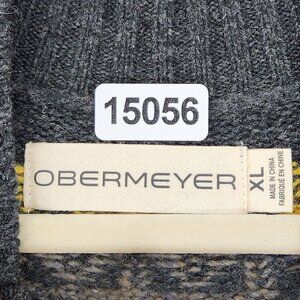 15056
OBERMEYER
XL
MADE IN CHINA
FABRIQUÉ EN CHINE